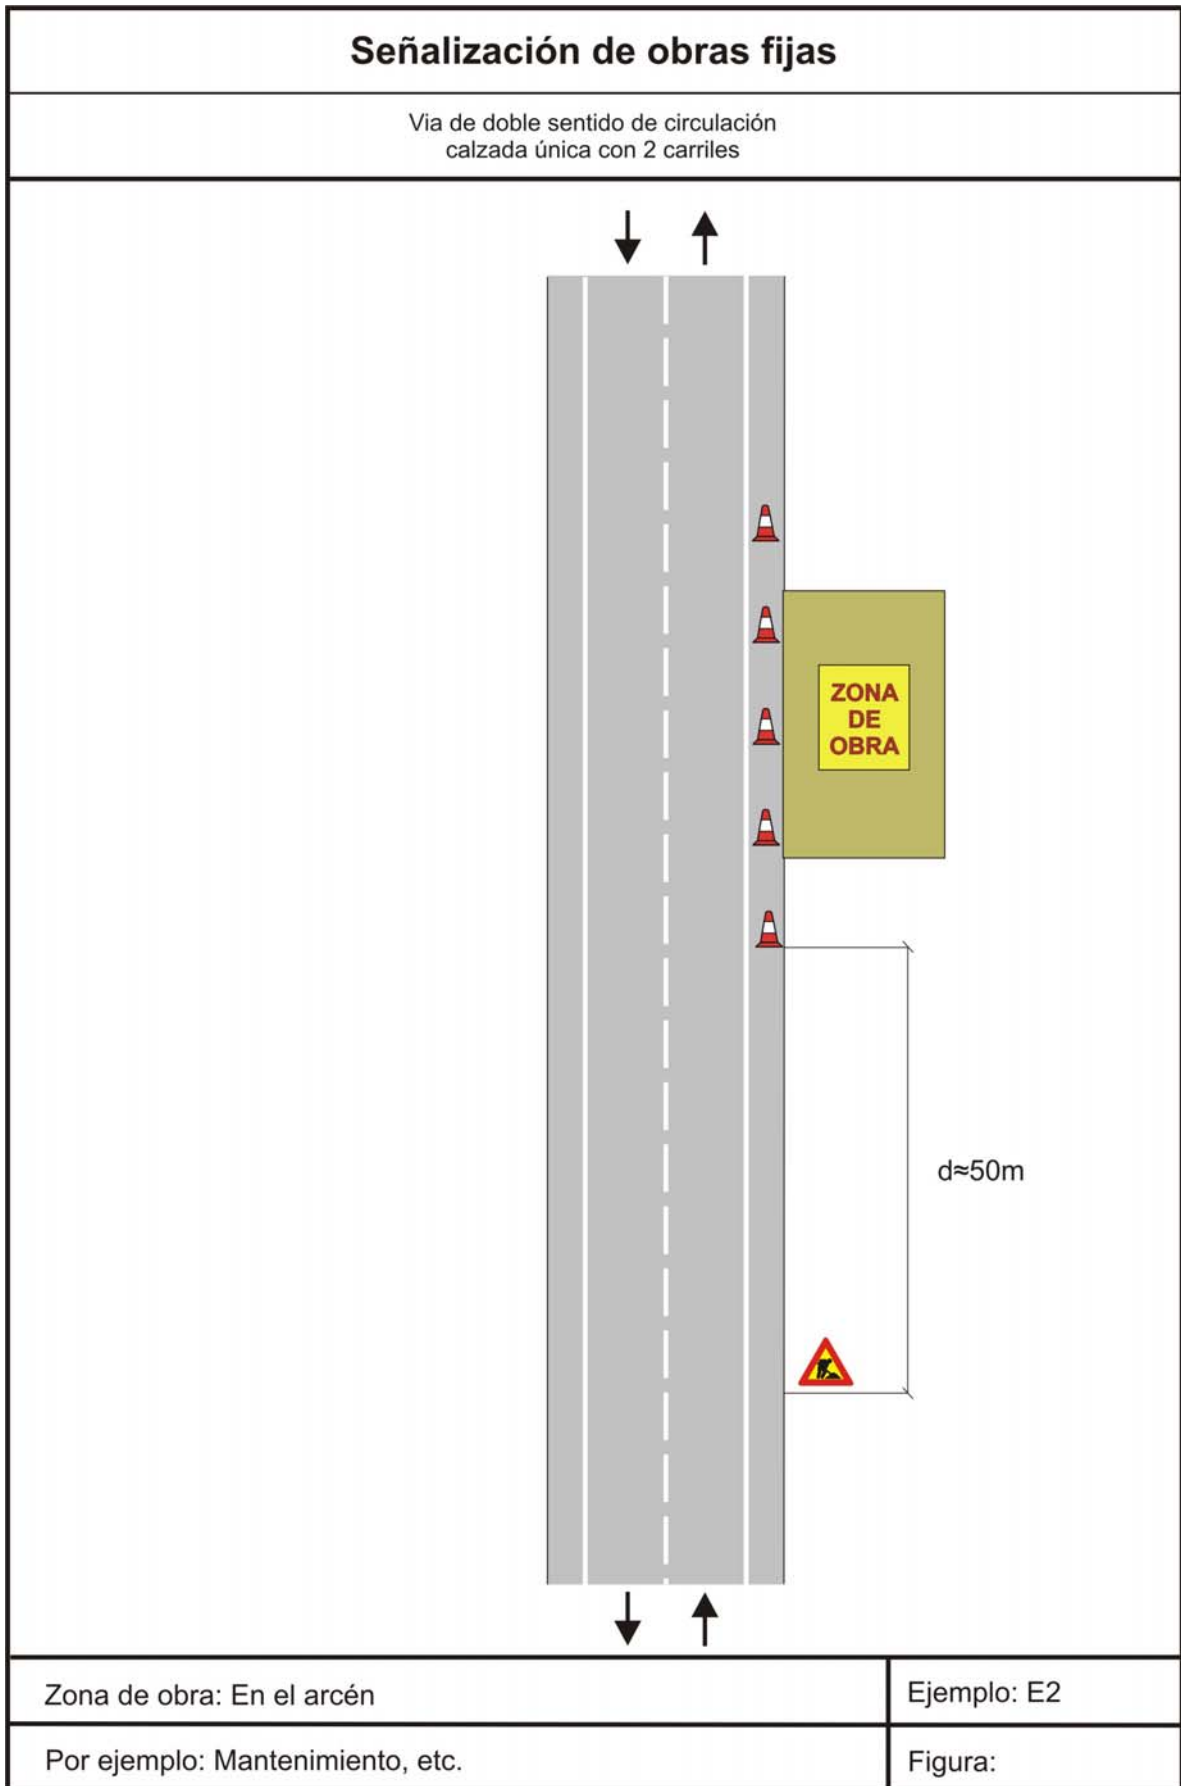 Señalización de obras fijas
Via de doble sentido de circulación
calzada única con 2 carriles
ZONA
DE
OBRA
d≈50m
Zona de obra: En el arcén
Ejemplo: E2
Por ejemplo: Mantenimiento, etc.
Figura: